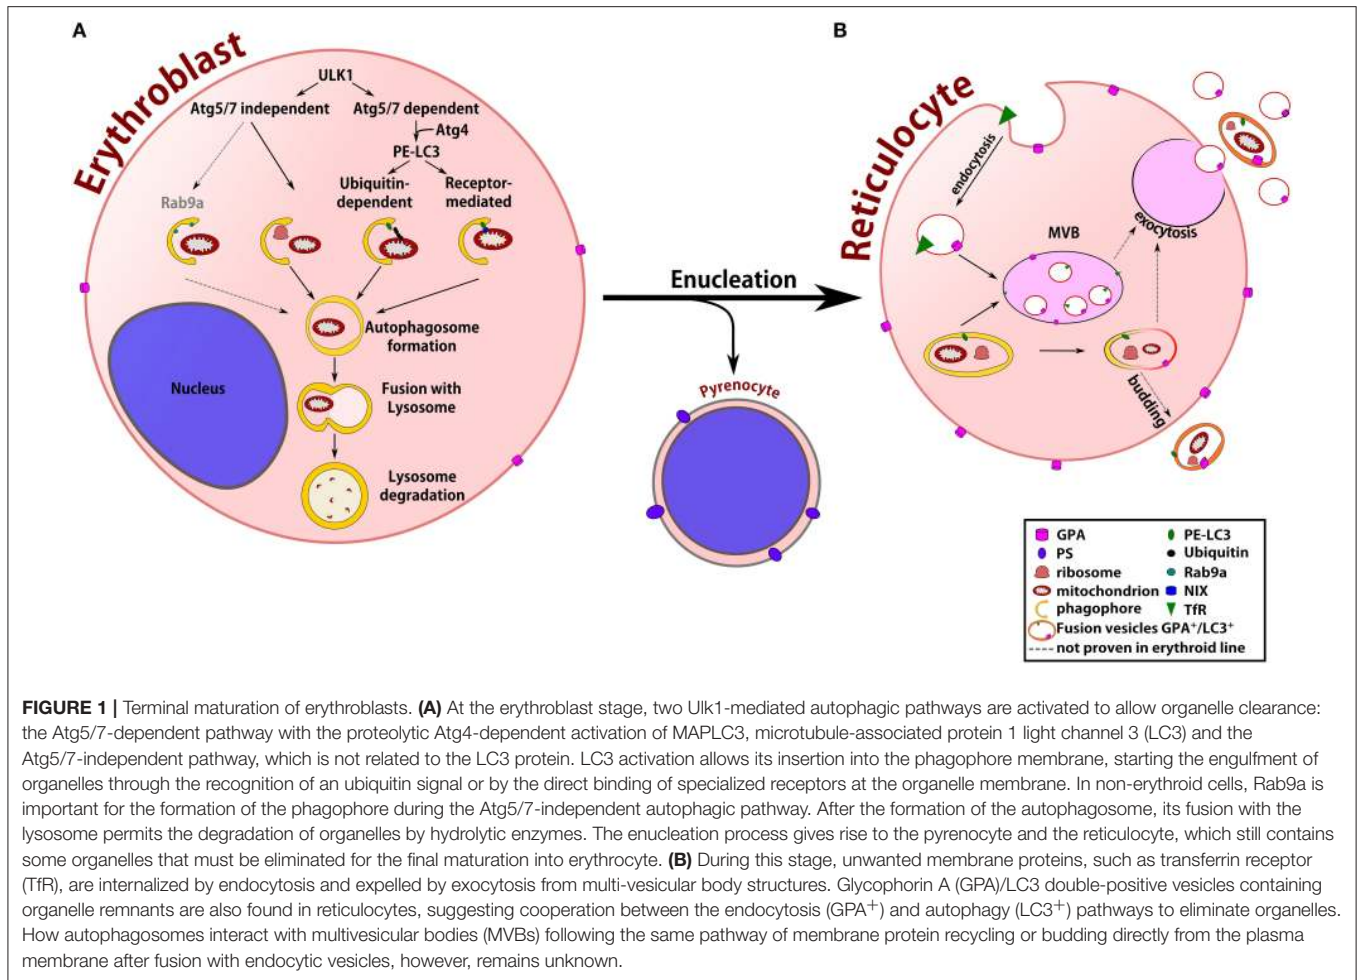 A
Erythroblast
ULK1
Atg5/7 independent
Atg5/7 dependent
Atg4
PE-LC3
Ubiquitin-
dependent
Receptor-
mediated
Rab9a
Autophagosome
formation
Nucleus
Fusion with
Lysosome
Lysosome
degradation
Enucleation
Pyrenocyte
B
Reticulocyte
endocytosis
MVB
exocytosis
budding
GPA
PS
ribosome
mitochondrion
phagophore
PE-LC3
Ubiquitin
Rab9a
NIX
TfR
Fusion vesicles GPA⁺/LC3⁺
not proven in erythroid line
FIGURE 1 | Terminal maturation of erythroblasts. (A) At the erythroblast stage, two Ulk1-mediated autophagic pathways are activated to allow organelle clearance:
the Atg5/7-dependent pathway with the proteolytic Atg4-dependent activation of MAPLC3, microtubule-associated protein 1 light channel 3 (LC3) and the
Atg5/7-independent pathway, which is not related to the LC3 protein. LC3 activation allows its insertion into the phagophore membrane, starting the engulfment of
organelles through the recognition of an ubiquitin signal or by the direct binding of specialized receptors at the organelle membrane. In non-erythroid cells, Rab9a is
important for the formation of the phagophore during the Atg5/7-independent autophagic pathway. After the formation of the autophagosome, its fusion with the
lysosome permits the degradation of organelles by hydrolytic enzymes. The enucleation process gives rise to the pyrenocyte and the reticulocyte, which still contains
some organelles that must be eliminated for the final maturation into erythrocyte. (B) During this stage, unwanted membrane proteins, such as transferrin receptor
(TfR), are internalized by endocytosis and expelled by exocytosis from multi-vesicular body structures. Glycophorin A (GPA)/LC3 double-positive vesicles containing
organelle remnants are also found in reticulocytes, suggesting cooperation between the endocytosis (GPA⁺) and autophagy (LC3⁺) pathways to eliminate organelles.
How autophagosomes interact with multivesicular bodies (MVBs) following the same pathway of membrane protein recycling or budding directly from the plasma
membrane after fusion with endocytic vesicles, however, remains unknown.